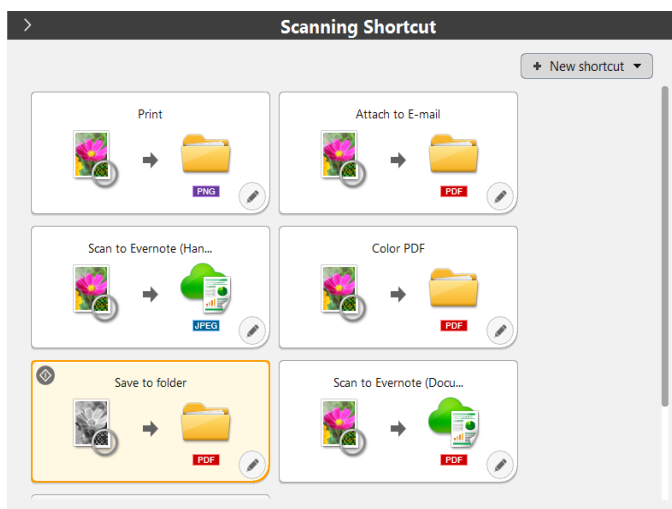 Scanning Shortcut
+ New shortcut
Print
PNG
Attach to E-mail
PDF
Scan to Evernote (Han...
JPEG
Color PDF
PDF
Save to folder
PDF
Scan to Evernote (Docu...
PDF